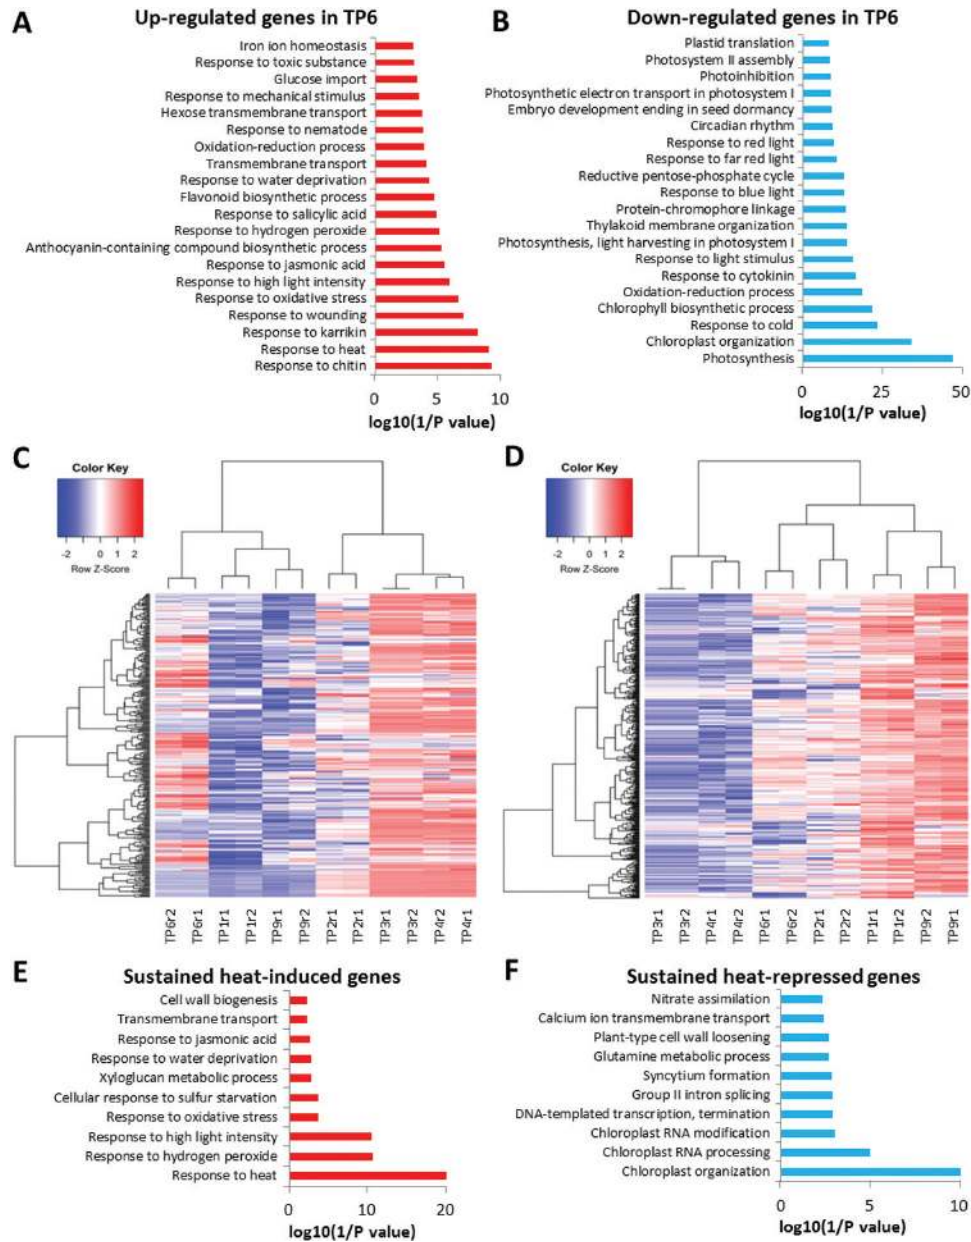 A
Up-regulated genes in TP6
Iron ion homeostasis
Response to toxic substance
Glucose import
Response to mechanical stimulus
Hexose transmembrane transport
Response to nematode
Oxidation-reduction process
Transmembrane transport
Response to water deprivation
Flavonoid biosynthetic process
Response to salicylic acid
Response to hydrogen peroxide
Anthocyanin-containing compound biosynthetic process
Response to jasmonic acid
Response to high light intensity
Response to oxidative stress
Response to wounding
Response to karrikin
Response to heat
Response to chitin
0 5 10
log10(1/P value)
B
Down-regulated genes in TP6
Plastid translation
Photosystem II assembly
Photoinhibition
Photosynthetic electron transport in photosystem I
Embryo development ending in seed dormancy
Circadian rhythm
Response to red light
Response to far red light
Reductive pentose-phosphate cycle
Response to blue light
Protein-chromophore linkage
Thylakoid membrane organization
Photosynthesis, light harvesting in photosystem I
Response to light stimulus
Response to cytokinin
Oxidation-reduction process
Chlorophyll biosynthetic process
Response to cold
Chloroplast organization
Photosynthesis
0 25 50
log10(1/P value)
C
Color Key
-2 0 1 2
Row Z-Score
TP6r2 TP6r1 TP1r1 TP1r2 TP9r1 TP9r2 TP2r1 TP2r1 TP3r1 TP3r2 TP4r2 TP4r1
D
Color Key
-2 0 1 2
Row Z-Score
TP3r1 TP3r2 TP4r1 TP4r2 TP6r1 TP6r2 TP2r1 TP2r2 TP1r1 TP1r2 TP9r2 TP9r1
E
Sustained heat-induced genes
Cell wall biogenesis
Transmembrane transport
Response to jasmonic acid
Response to water deprivation
Xyloglucan metabolic process
Cellular response to sulfur starvation
Response to oxidative stress
Response to high light intensity
Response to hydrogen peroxide
Response to heat
0 10 20
log10(1/P value)
F
Sustained heat-repressed genes
Nitrate assimilation
Calcium ion transmembrane transport
Plant-type cell wall loosening
Glutamine metabolic process
Syncytium formation
Group II intron splicing
DNA-templated transcription, termination
Chloroplast RNA modification
Chloroplast RNA processing
Chloroplast organization
0 5 10
log10(1/P value)